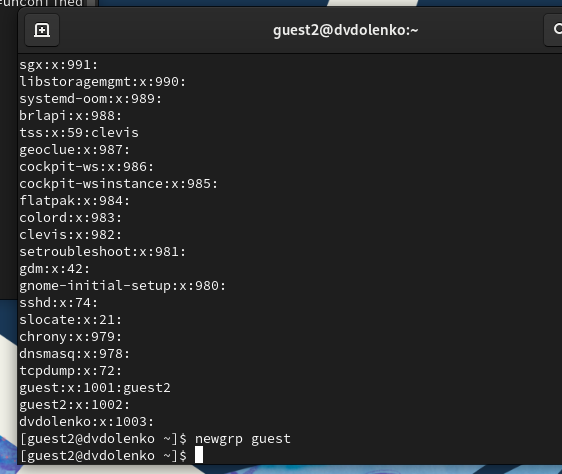 unconfined
guest2@dvdolenko:~
sgx:x:991:
libstoragemgmt:x:990:
systemd-oom:x:989:
brlapi:x:988:
tss:x:59:clevis
geoclue:x:987:
cockpit-ws:x:986:
cockpit-wsinstance:x:985:
flatpak:x:984:
colord:x:983:
clevis:x:982:
setroubleshoot:x:981:
gdm:x:42:
gnome-initial-setup:x:980:
sshd:x:74:
slocate:x:21:
chrony:x:979:
dnsmasq:x:978:
tcpdump:x:72:
guest:x:1001:guest2
guest2:x:1002:
dvdolenko:x:1003:
[guest2@dvdolenko ~]$ newgrp guest
[guest2@dvdolenko ~]$